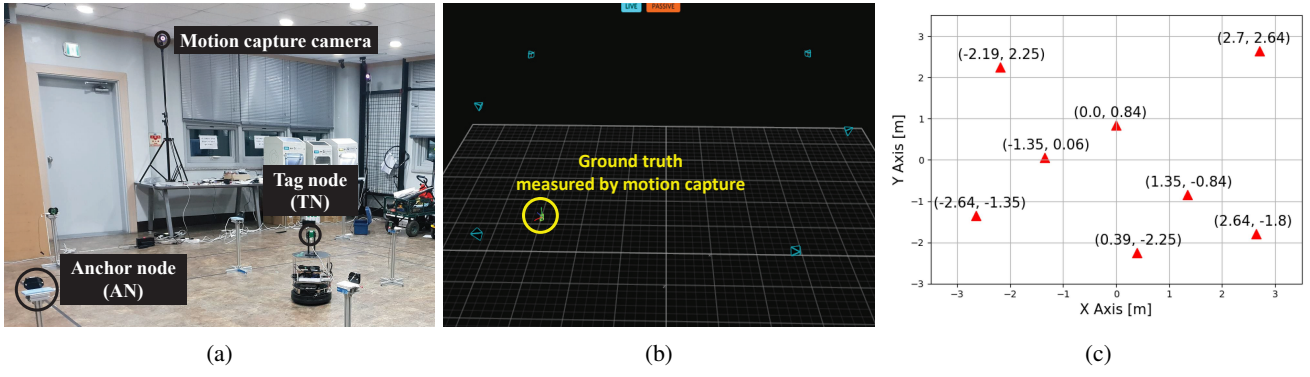 Motion capture camera
Tag node
(TN)
Anchor node
(AN)
(a)
LIVE
PASSIVE
Ground truth
measured by motion capture
(b)
(2.7, 2.64)
(-2.19, 2.25)
(0.0, 0.84)
(-1.35, 0.06)
(1.35, -0.84)
(-2.64, -1.35)
(2.64, -1.8)
(0.39, -2.25)
3
2
1
0
−1
−2
−3
Y Axis [m]
−3 −2 −1 0 1 2 3
X Axis [m]
(c)